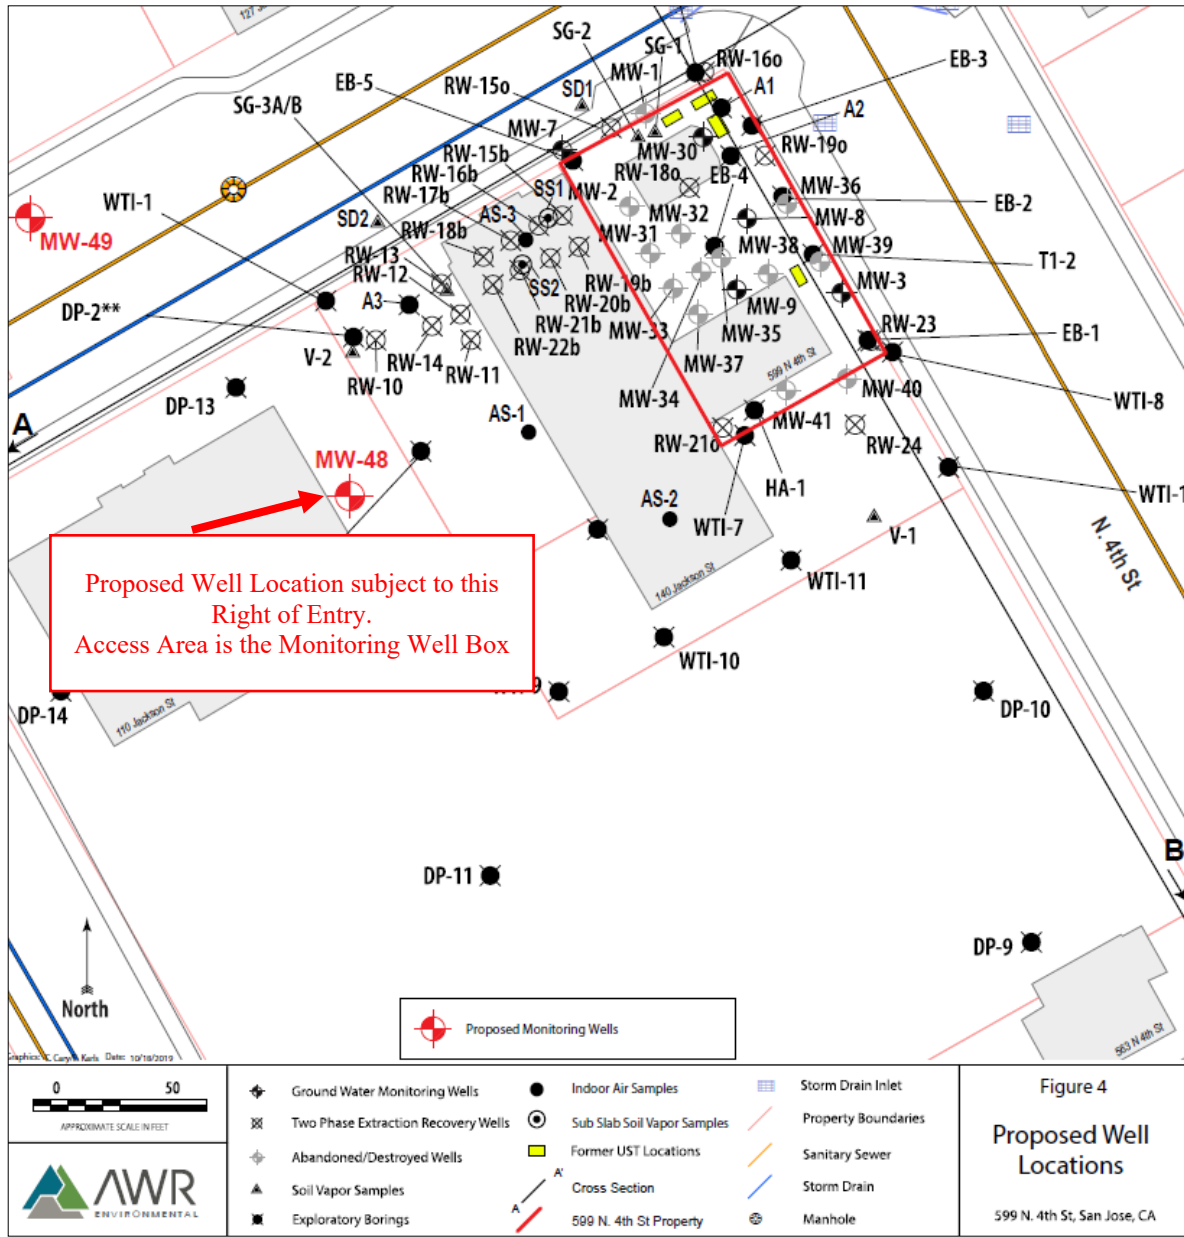 127 Jackson St
SG-2
SG-1
RW-16o
EB-3
EB-5
RW-15o
MW-1
A1
SD1
SG-3A/B
A2
MW-7
MW-30
RW-19o
RW-15b
RW-18o
EB-4
RW-16b
MW-36
RW-17b
SS1
MW-2
WTI-1
EB-2
MW-49
SD2
AS-3
MW-32
MW-8
RW-18b
MW-31
MW-38
MW-39
RW-13
T1-2
RW-12
SS2
RW-19b
MW-3
A3
RW-20b
MW-9
DP-2**
RW-21b
MW-33
MW-35
RW-23
EB-1
V-2
RW-14
RW-22b
MW-37
599 N 4th St
RW-10
RW-11
MW-34
MW-40
DP-13
WTI-8
AS-1
MW-41
A
RW-21o
RW-24
MW-48
HA-1
AS-2
WTI-7
WTI-1
V-1
N. 4th St
Proposed Well Location subject to this
Right of Entry.
Access Area is the Monitoring Well Box
WTI-11
140 Jackson St
WTI-10
9
DP-14
110 Jackson St
DP-10
B
DP-11
DP-9
North
563 N 4th St
Proposed Monitoring Wells
Date: 10/18/2019
0 50
APPROXIMATE SCALE IN FEET
AWR
ENVIRONMENTAL
Ground Water Monitoring Wells
Two Phase Extraction Recovery Wells
Abandoned/Destroyed Wells
Soil Vapor Samples
Exploratory Borings
Indoor Air Samples
Sub Slab Soil Vapor Samples
Former UST Locations
A A'
Cross Section
599 N. 4th St Property
Storm Drain Inlet
Property Boundaries
Sanitary Sewer
Storm Drain
Manhole
Figure 4
Proposed Well
Locations
599 N. 4th St, San Jose, CA